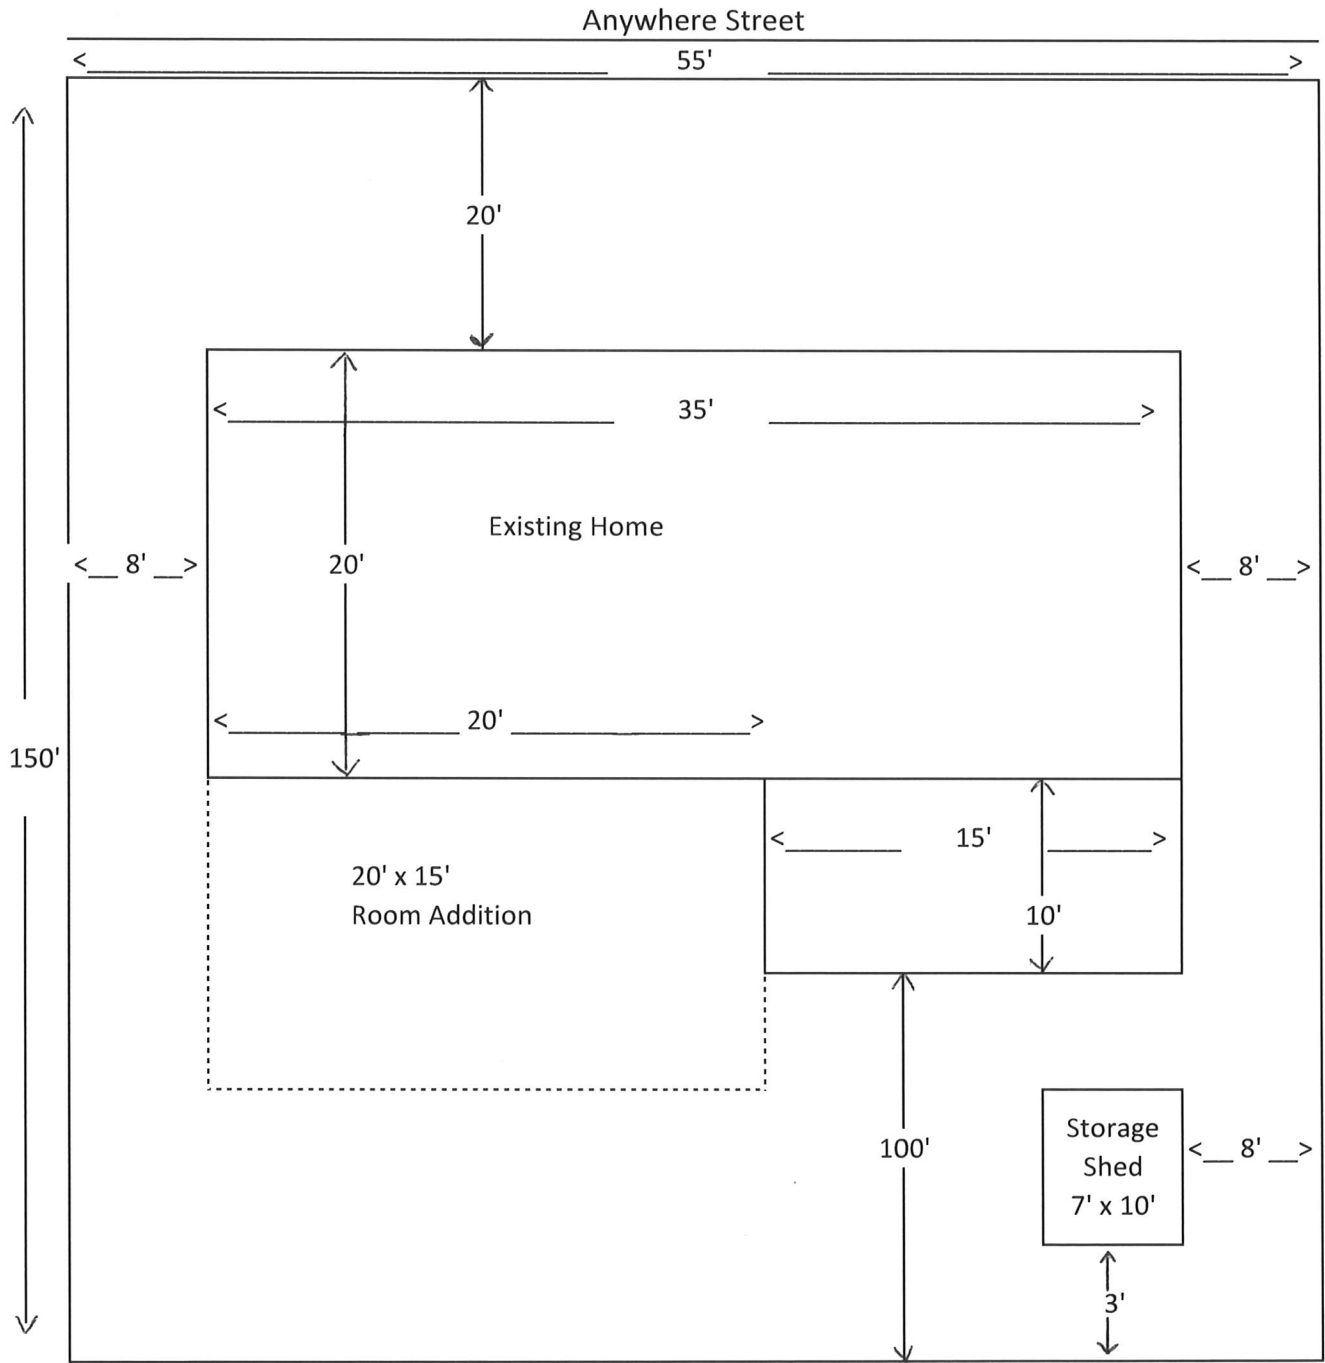 Anywhere Street
55'
20'
35'
Existing Home
8'
20'
8'
20'
150'
15'
20' x 15'
Room Addition
10'
Storage
Shed
7' x 10'
100'
8'
3'